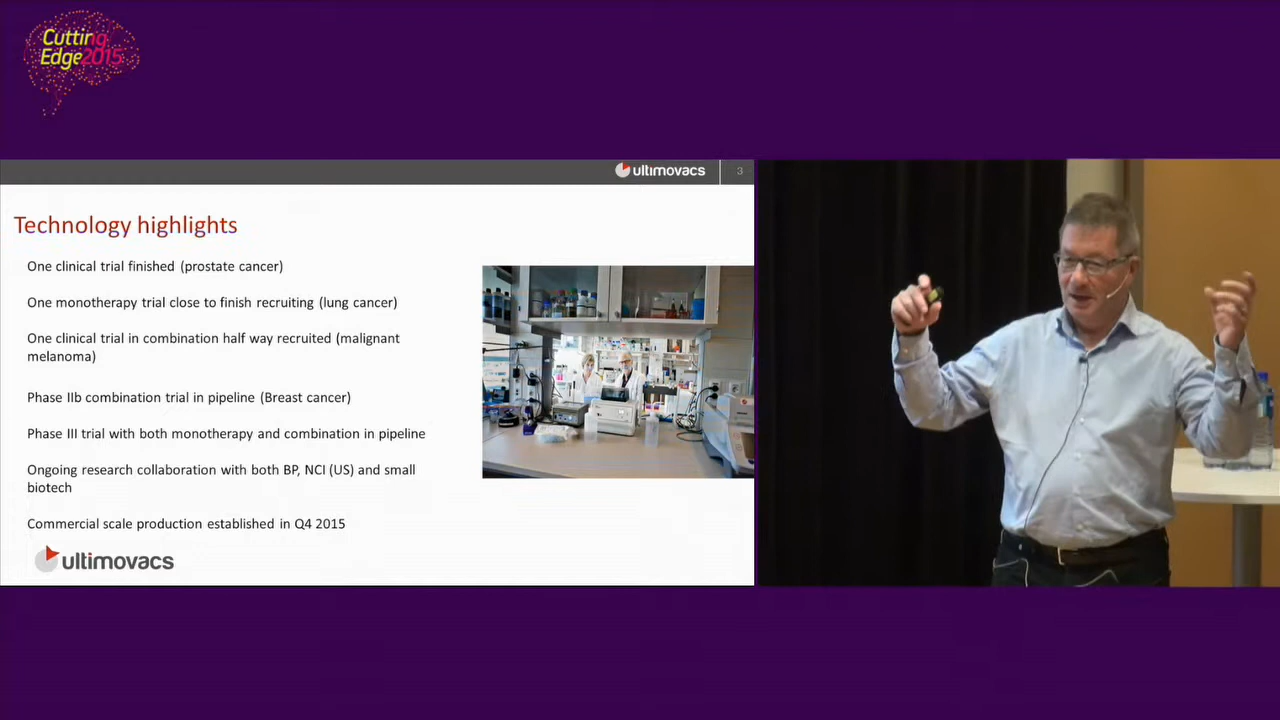 Cutting
Edge2015
ultimovacs
3
Technology highlights
One clinical trial finished (prostate cancer)
One monotherapy trial close to finish recruiting (lung cancer)
One clinical trial in combination half way recruited (malignant
melanoma)
Phase IIb combination trial in pipeline (Breast cancer)
Phase III trial with both monotherapy and combination in pipeline
Ongoing research collaboration with both BP, NCI (US) and small
biotech
Commercial scale production established in Q4 2015
ultimovacs